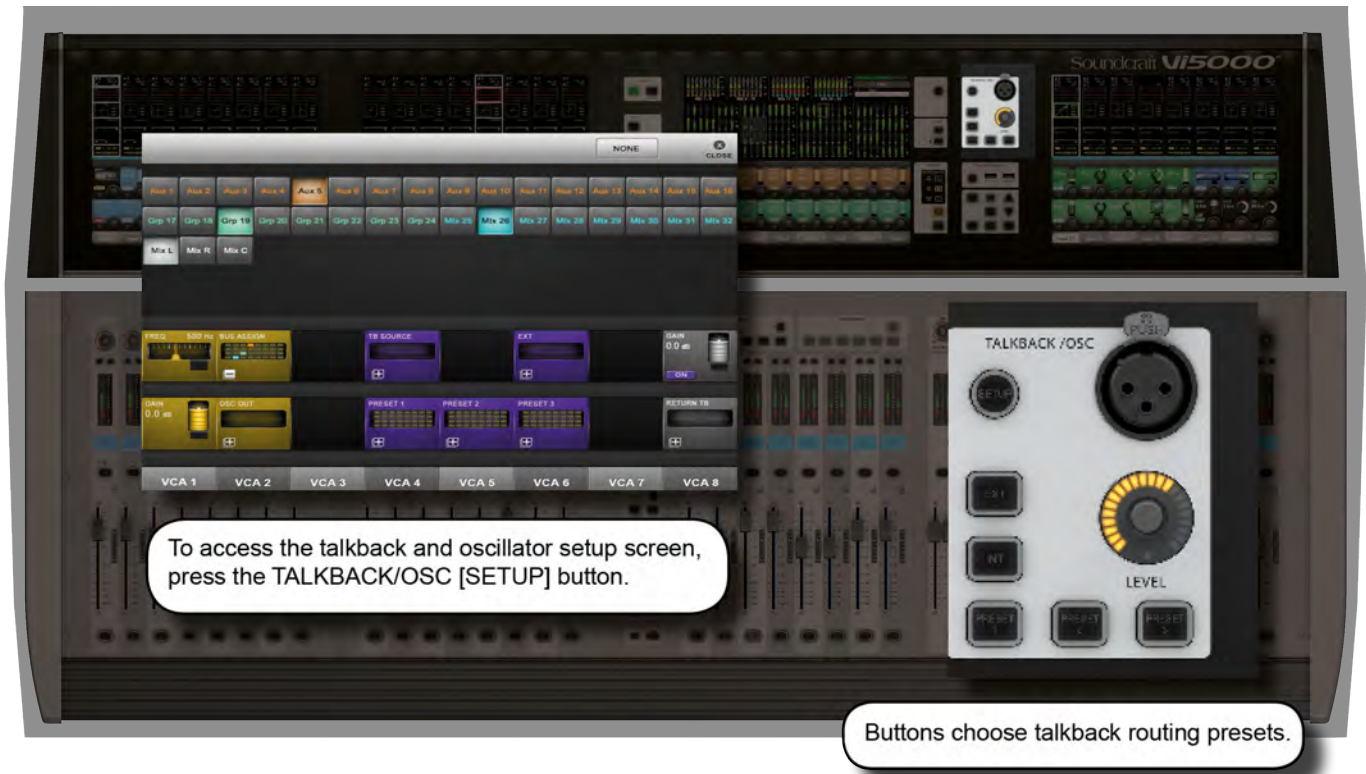 Soundcraft Vi5000
NONE
CLOSE
Aux 1 Aux 2 Aux 3 Aux 4 Aux 5 Aux 6 Aux 7 Aux 8 Aux 9 Aux 10 Aux 11 Aux 12 Aux 13 Aux 14 Aux 15 Aux 16
Grp 17 Grp 18 Grp 19 Grp 20 Grp 21 Grp 22 Grp 23 Grp 24 Mtx 25 Mtx 26 Mtx 27 Mtx 28 Mtx 29 Mtx 30 Mtx 31 Mtx 32
Mix L Mix R Mix C
FREQ 500 Hz BUS ASSIGN TB SOURCE EXT GAIN
0.0 dB
ON
GAIN OSC OUT PRESET 1 PRESET 2 PRESET 3 RETURN TB
0.0 dB
VCA 1 VCA 2 VCA 3 VCA 4 VCA 5 VCA 6 VCA 7 VCA 8
To access the talkback and oscillator setup screen,
press the TALKBACK/OSC [SETUP] button.
PUSH
TALKBACK /OSC
SETUP
EXT
INT
LEVEL
PRESET 1 PRESET 2 PRESET 3
Buttons choose talkback routing presets.